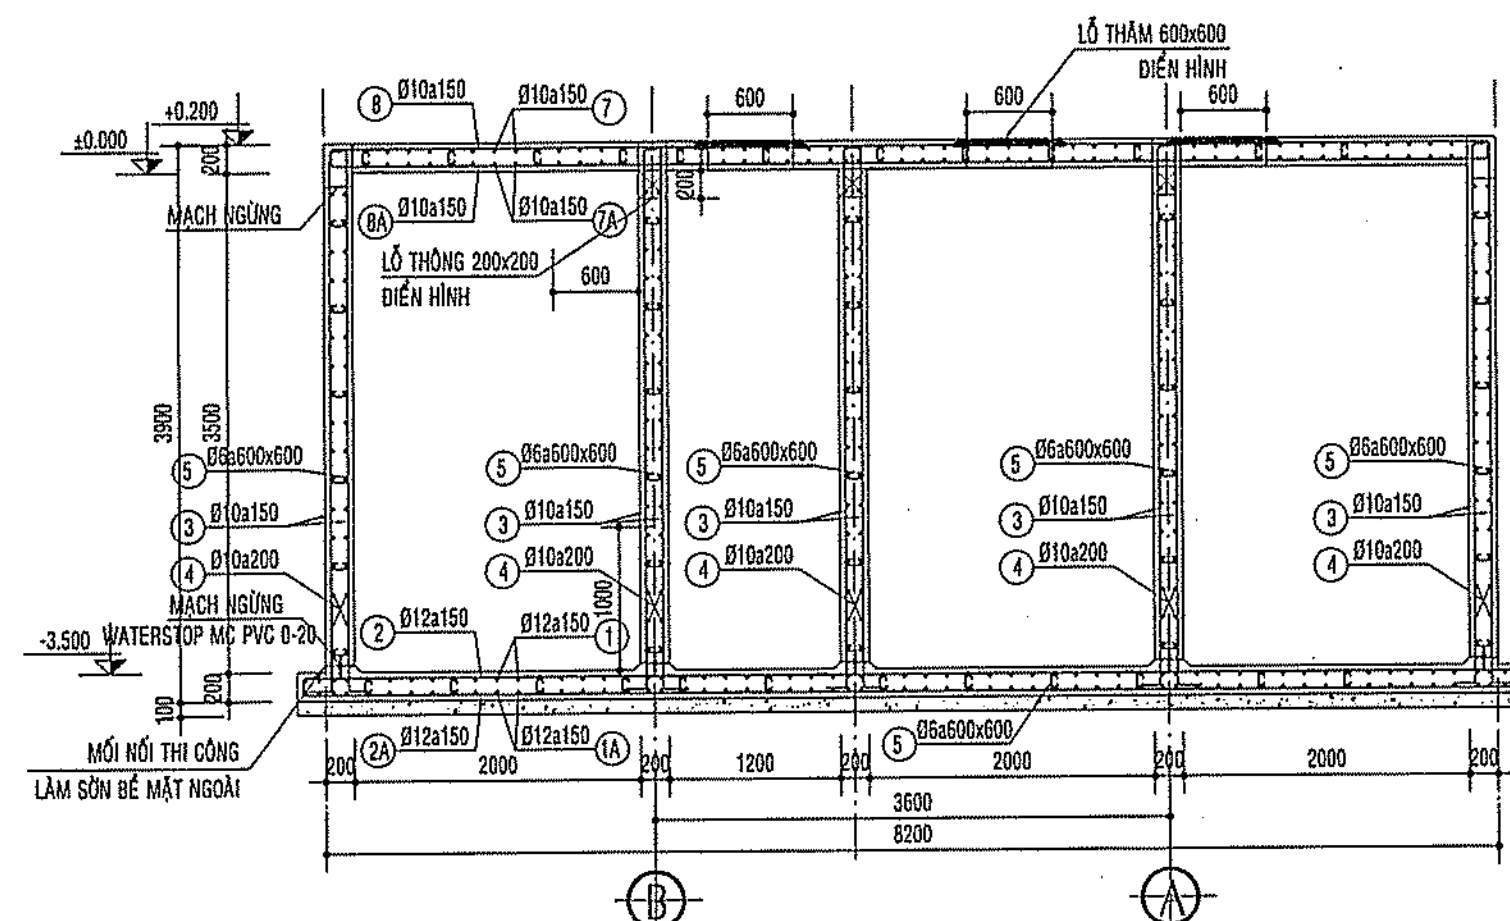 LỖ THĂM 600x600
ĐIỂN HÌNH
+0.200
±0.000
8 Ø10a150
Ø10a150 7
600
600
600
200
MẠCH NGỪNG
8A Ø10a150
Ø10a150 7A
200
LỖ THÔNG 200x200
ĐIỂN HÌNH
600
3900
3500
5 Ø6a600x600
5 Ø6a600x600
5 Ø6a600x600
5 Ø6a600x600
5 Ø6a600x600
3 Ø10a150
3 Ø10a150
3 Ø10a150
3 Ø10a150
3 Ø10a150
4 Ø10a200
4 Ø10a200
4 Ø10a200
4 Ø10a200
4 Ø10a200
1000
MẠCH NGỪNG
WATERSTOP MC PVC 0-20
-3.500
2 Ø12a150
Ø12a150 1
200
100
2A Ø12a150
Ø12a150 1A
5 Ø6a600x600
MỐI NỐI THI CÔNG
LÀM SỜN BỀ MẶT NGOÀI
200 2000 200 1200 200 2000 200 2000 200
3600
8200
B A